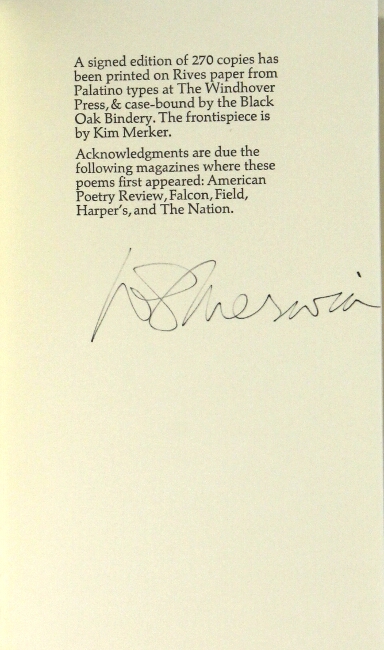 A signed edition of 270 copies has
been printed on Rives paper from
Palatino types at The Windhover
Press, & case-bound by the Black
Oak Bindery. The frontispiece is
by Kim Merker.
Acknowledgments are due the
following magazines where these
poems first appeared: American
Poetry Review, Falcon, Field,
Harper's, and The Nation.
WS Merwin